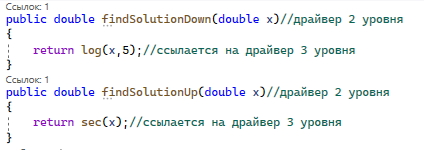 Ссылок: 1
public double findSolutionDown(double x)//драйвер 2 уровня
{
return log(x,5);//ссылается на драйвер 3 уровня
}
Ссылок: 1
public double findSolutionUp(double x)//драйвер 2 уровня
{
return sec(x);//ссылается на драйвер 3 уровня
}